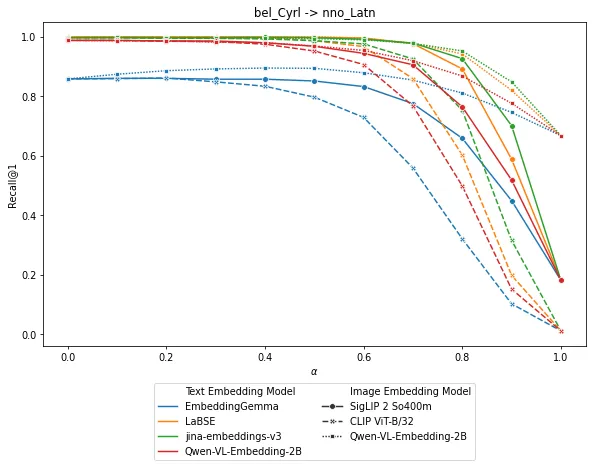 bel_Cyrl -> nno_Latn
1.0
0.8
0.6
0.4
0.2
0.0
Recall@1
0.0 0.2 0.4 0.6 0.8 1.0
α
Text Embedding Model
EmbeddingGemma
LaBSE
jina-embeddings-v3
Qwen-VL-Embedding-2B
Image Embedding Model
SigLIP 2 So400m
CLIP ViT-B/32
Qwen-VL-Embedding-2B